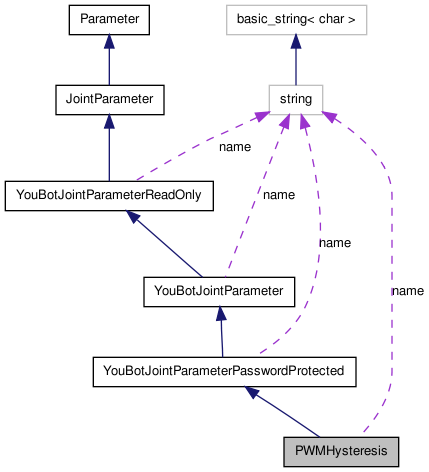 Parameter
basic_string< char >
JointParameter
string
name
YouBotJointParameterReadOnly
name
name
YouBotJointParameter
name
YouBotJointParameterPasswordProtected
PWMHysteresis